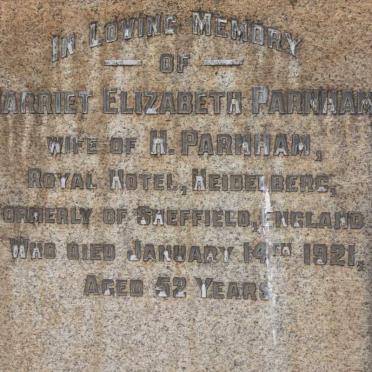 IN LOVING MEMORY
OF
HARRIET ELIZABETH PARNHAM
WIFE OF H. PARNHAM,
ROYAL HOTEL, HEIDELBERG,
FORMERLY OF SHEFFIELD, ENGLAND
WHO DIED JANUARY 14TH 1921,
AGED 52 YEARS